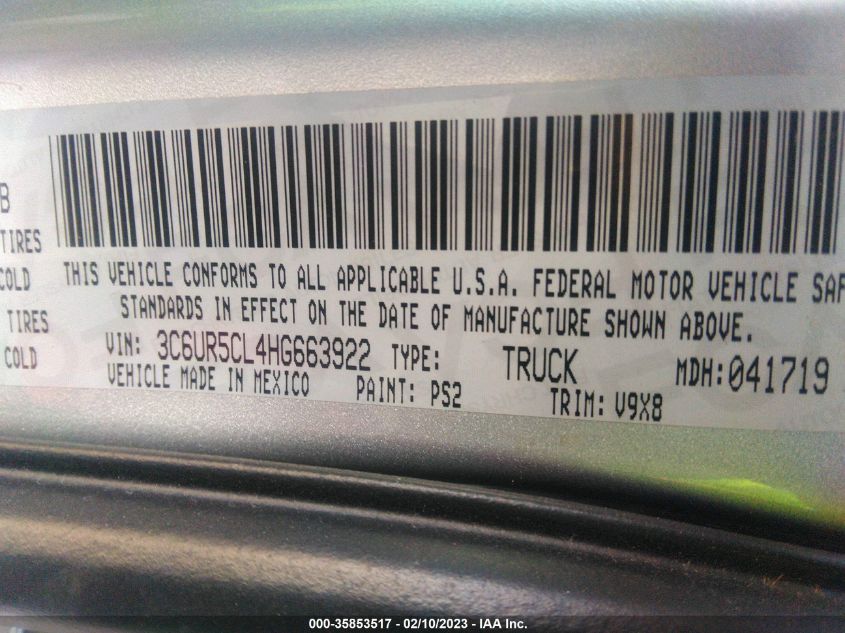 B
TIRES
COLD
TIRES
COLD
THIS VEHICLE CONFORMS TO ALL APPLICABLE U.S.A. FEDERAL MOTOR VEHICLE SAF
STANDARDS IN EFFECT ON THE DATE OF MANUFACTURE SHOWN ABOVE.
VIN: 3C6UR5CL4HG663922 TYPE: TRUCK MDH:041719
VEHICLE MADE IN MEXICO PAINT: PS2 TRIM: V9X8
000-35853517 - 02/10/2023 - IAA Inc.